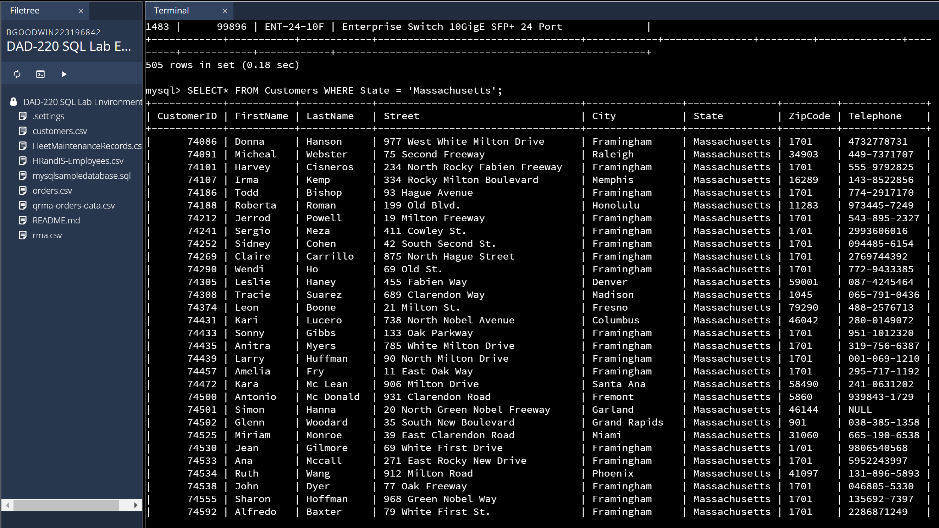 Filetree ×
Terminal ×
BGOODWIN223196842
DAD-220 SQL Lab E...
DAD-220 SQL Lab Environment
.settings
customers.csv
FleetMaintenanceRecords.cs
HRandIS-Employees.csv
mysqlsampledatabase.sql
orders.csv
qrma-orders-data.csv
README.md
rma.csv
1483 | 99896 | ENT-24-10F | Enterprise Switch 10GigE SFP+ 24 Port |
505 rows in set (0.18 sec)
mysql> SELECT* FROM Customers WHERE State = 'Massachusetts';
| CustomerID | FirstName | LastName | Street | City | State | ZipCode | Telephone |
| 74086 | Donna | Hanson | 977 West White Milton Drive | Framingham | Massachusetts | 1701 | 4732778731 |
| 74091 | Micheal | Webster | 75 Second Freeway | Raleigh | Massachusetts | 34903 | 449-7371707 |
| 74101 | Harvey | Cisneros | 234 North Rocky Fabien Freeway | Framingham | Massachusetts | 1701 | 555-9792825 |
| 74107 | Irma | Kemp | 334 Rocky Milton Boulevard | Memphis | Massachusetts | 16289 | 143-8522856 |
| 74186 | Todd | Bishop | 93 Hague Avenue | Framingham | Massachusetts | 1701 | 774-2917170 |
| 74188 | Roberta | Roman | 199 Old Blvd. | Honolulu | Massachusetts | 11283 | 973445-7249 |
| 74212 | Jerrod | Powell | 19 Milton Freeway | Framingham | Massachusetts | 1701 | 543-895-2327 |
| 74241 | Sergio | Meza | 411 Cowley St. | Framingham | Massachusetts | 1701 | 2993606016 |
| 74252 | Sidney | Cohen | 42 South Second St. | Framingham | Massachusetts | 1701 | 094485-6154 |
| 74269 | Claire | Carrillo | 875 North Hague Street | Framingham | Massachusetts | 1701 | 2769744392 |
| 74290 | Wendi | Ho | 69 Old St. | Framingham | Massachusetts | 1701 | 772-9433385 |
| 74305 | Leslie | Haney | 455 Fabien Way | Denver | Massachusetts | 59001 | 087-4245464 |
| 74308 | Tracie | Suarez | 689 Clarendon Way | Madison | Massachusetts | 1045 | 065-791-0436 |
| 74374 | Leon | Boone | 21 Milton St. | Fresno | Massachusetts | 79290 | 488-2576713 |
| 74431 | Kari | Lucero | 738 North Nobel Avenue | Columbus | Massachusetts | 46042 | 280-0149072 |
| 74433 | Sonny | Gibbs | 133 Oak Parkway | Framingham | Massachusetts | 1701 | 951-1012320 |
| 74435 | Anitra | Myers | 785 White Milton Drive | Framingham | Massachusetts | 1701 | 319-756-6387 |
| 74439 | Larry | Huffman | 90 North Milton Drive | Framingham | Massachusetts | 1701 | 001-069-1210 |
| 74457 | Amelia | Fry | 11 East Oak Way | Framingham | Massachusetts | 1701 | 295-717-1192 |
| 74472 | Kara | Mc Lean | 906 Milton Drive | Santa Ana | Massachusetts | 58490 | 241-0631202 |
| 74500 | Antonio | Mc Donald | 931 Clarendon Road | Fremont | Massachusetts | 5860 | 939843-1729 |
| 74501 | Simon | Hanna | 20 North Green Nobel Freeway | Garland | Massachusetts | 46144 | NULL |
| 74502 | Glenn | Woodard | 35 South New Boulevard | Grand Rapids | Massachusetts | 901 | 038-385-1358 |
| 74525 | Miriam | Monroe | 39 East Clarendon Road | Miami | Massachusetts | 31060 | 665-190-6538 |
| 74530 | Jean | Gilmore | 69 White First Drive | Framingham | Massachusetts | 1701 | 9806540568 |
| 74533 | Ana | Mccall | 271 East Rocky New Drive | Framingham | Massachusetts | 1701 | 5952243997 |
| 74534 | Ruth | Wang | 912 Milton Road | Phoenix | Massachusetts | 41097 | 131-896-5893 |
| 74538 | John | Dyer | 77 Oak Freeway | Framingham | Massachusetts | 1701 | 046805-5330 |
| 74555 | Sharon | Hoffman | 968 Green Nobel Way | Framingham | Massachusetts | 1701 | 135692-7397 |
| 74592 | Alfredo | Baxter | 79 White First St. | Framingham | Massachusetts | 1701 | 2286871249 |